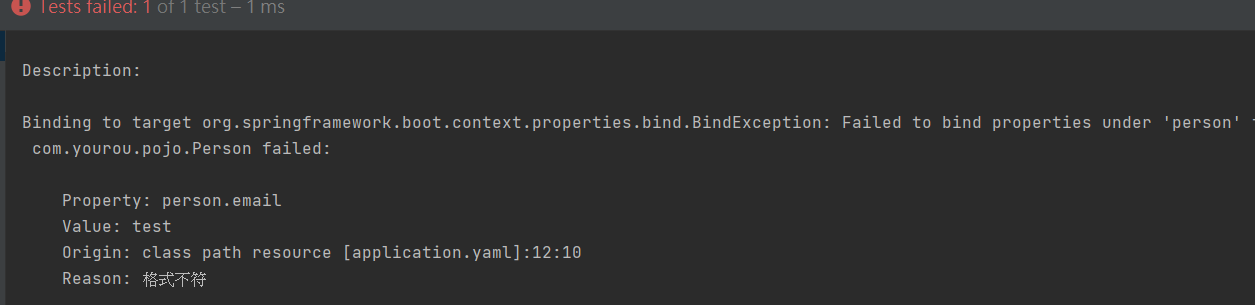 Tests failed: 1 of 1 test – 1 ms
Description:
Binding to target org.springframework.boot.context.properties.bind.BindException: Failed to bind properties under 'person'
com.yourou.pojo.Person failed:
Property: person.email
Value: test
Origin: class path resource [application.yaml]:12:10
Reason: 格式不符